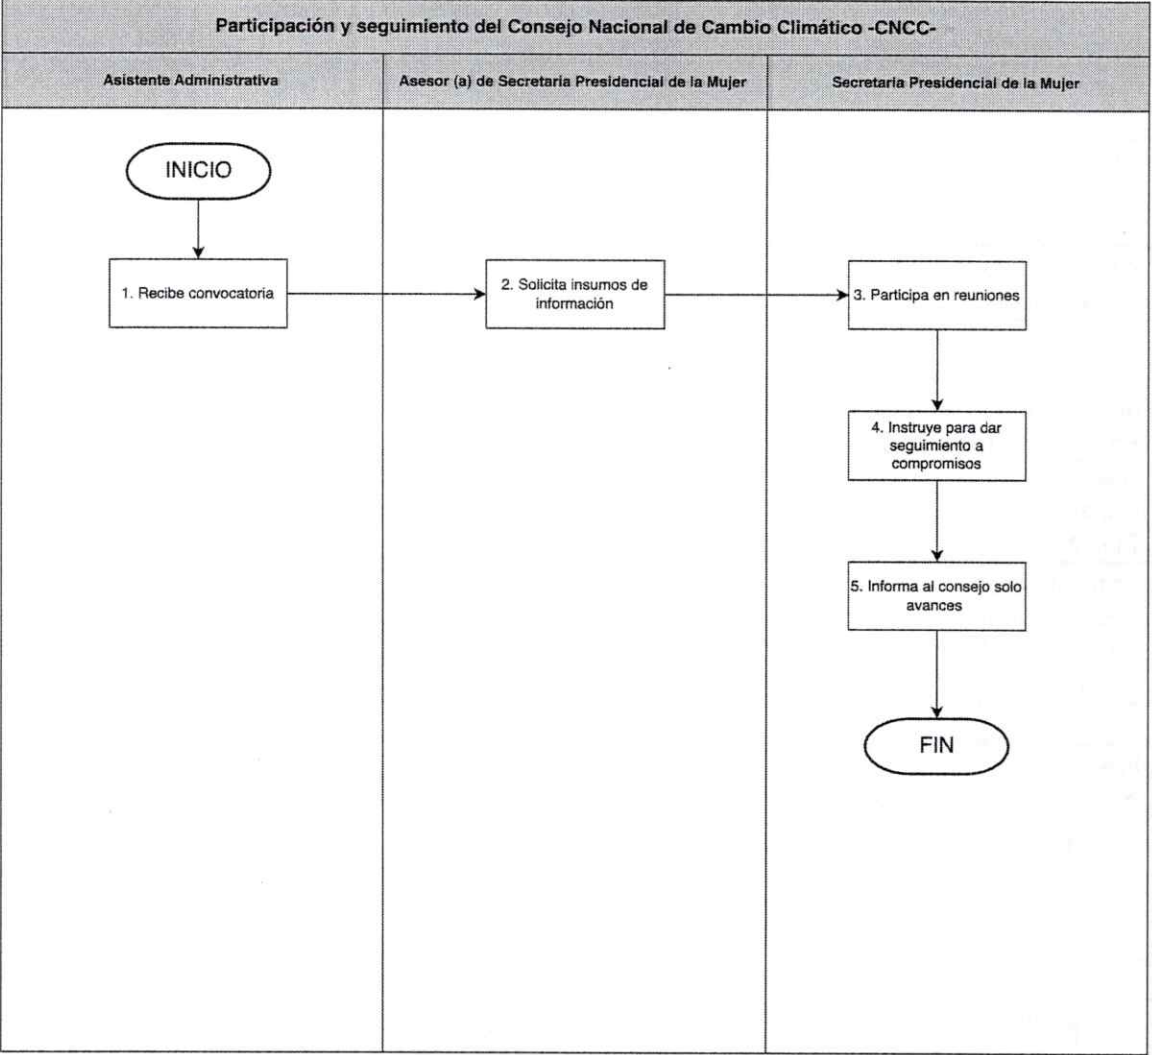 Participación y seguimiento del Consejo Nacional de Cambio Climático -CNCC-
Asistente Administrativa
Asesor (a) de Secretaria Presidencial de la Mujer
Secretaria Presidencial de la Mujer
INICIO
1. Recibe convocatoria
2. Solicita insumos de
información
3. Participa en reuniones
4. Instruye para dar
seguimiento a
compromisos
5. Informa al consejo solo
avances
FIN